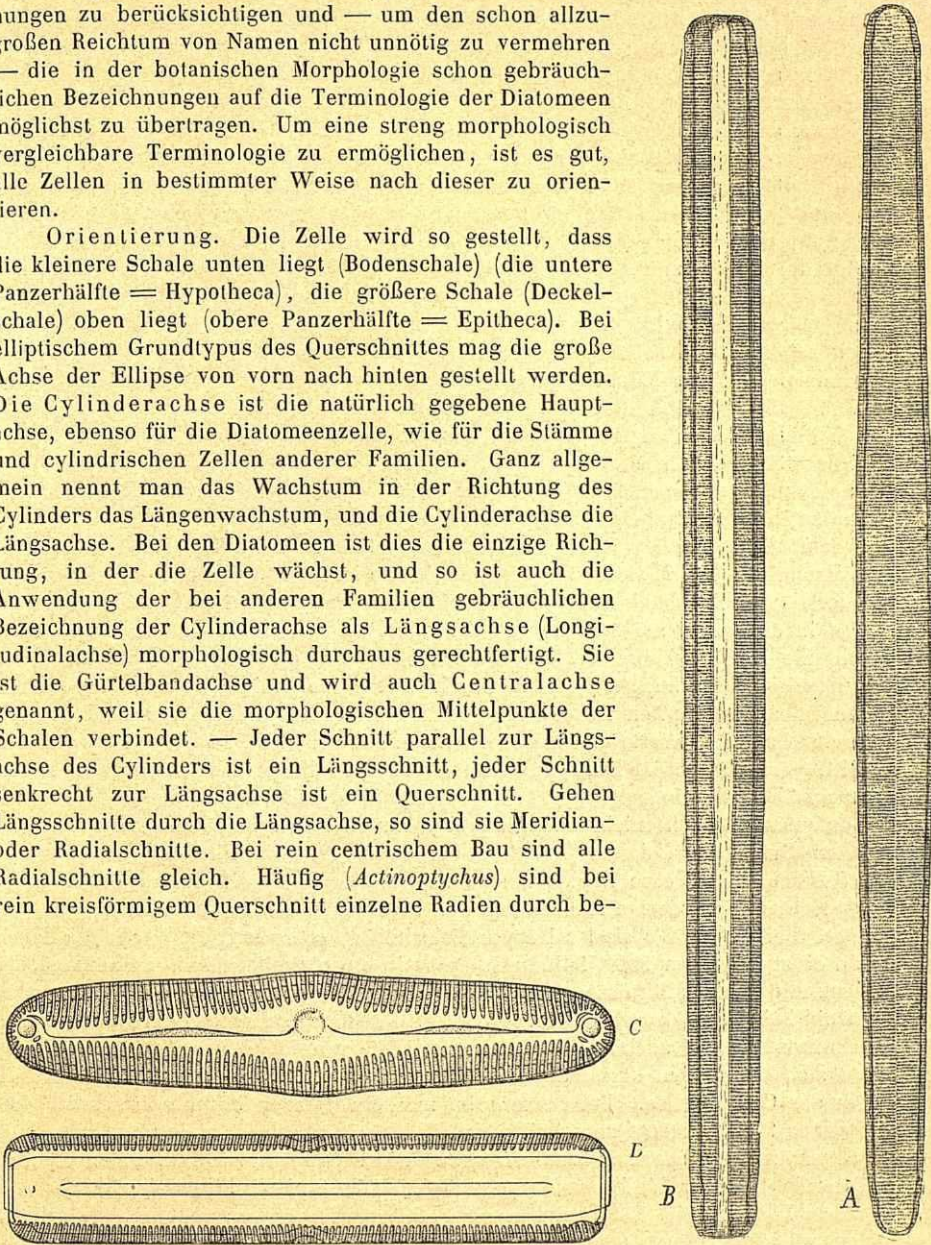 nungen zu berücksichtigen und — um den schon allzu-
großen Reichtum von Namen nicht unnötig zu vermehren
— die in der botanischen Morphologie schon gebräuch-
lichen Bezeichnungen auf die Terminologie der Diatomeen
möglichst zu übertragen. Um eine streng morphologisch
vergleichbare Terminologie zu ermöglichen, ist es gut,
alle Zellen in bestimmter Weise nach dieser zu orien-
tieren.
Orientierung. Die Zelle wird so gestellt, dass
die kleinere Schale unten liegt (Bodenschale) (die untere
Panzerhälfte = Hypotheca), die größere Schale (Deckel-
schale) oben liegt (obere Panzerhälfte = Epitheca). Bei
elliptischem Grundtypus des Querschnittes mag die große
Achse der Ellipse von vorn nach hinten gestellt werden.
Die Cylinderachse ist die natürlich gegebene Haupt-
achse, ebenso für die Diatomeenzelle, wie für die Stämme
und cylindrischen Zellen anderer Familien. Ganz allge-
mein nennt man das Wachstum in der Richtung des
Cylinders das Längenwachstum, und die Cylinderachse die
Längsachse. Bei den Diatomeen ist dies die einzige Rich-
tung, in der die Zelle wächst, und so ist auch die
Anwendung der bei anderen Familien gebräuchlichen
Bezeichnung der Cylinderachse als Längsachse (Longi-
tudinalachse) morphologisch durchaus gerechtfertigt. Sie
ist die Gürtelbandachse und wird auch Centralachse
genannt, weil sie die morphologischen Mittelpunkte der
Schalen verbindet. — Jeder Schnitt parallel zur Längs-
achse des Cylinders ist ein Längsschnitt, jeder Schnitt
senkrecht zur Längsachse ist ein Querschnitt. Gehen
Längsschnitte durch die Längsachse, so sind sie Meridian-
oder Radialschnitte. Bei rein centrischem Bau sind alle
Radialschnitte gleich. Häufig (Actinoptychus) sind bei
rein kreisförmigem Querschnitt einzelne Radien durch be-
C
D
B
A